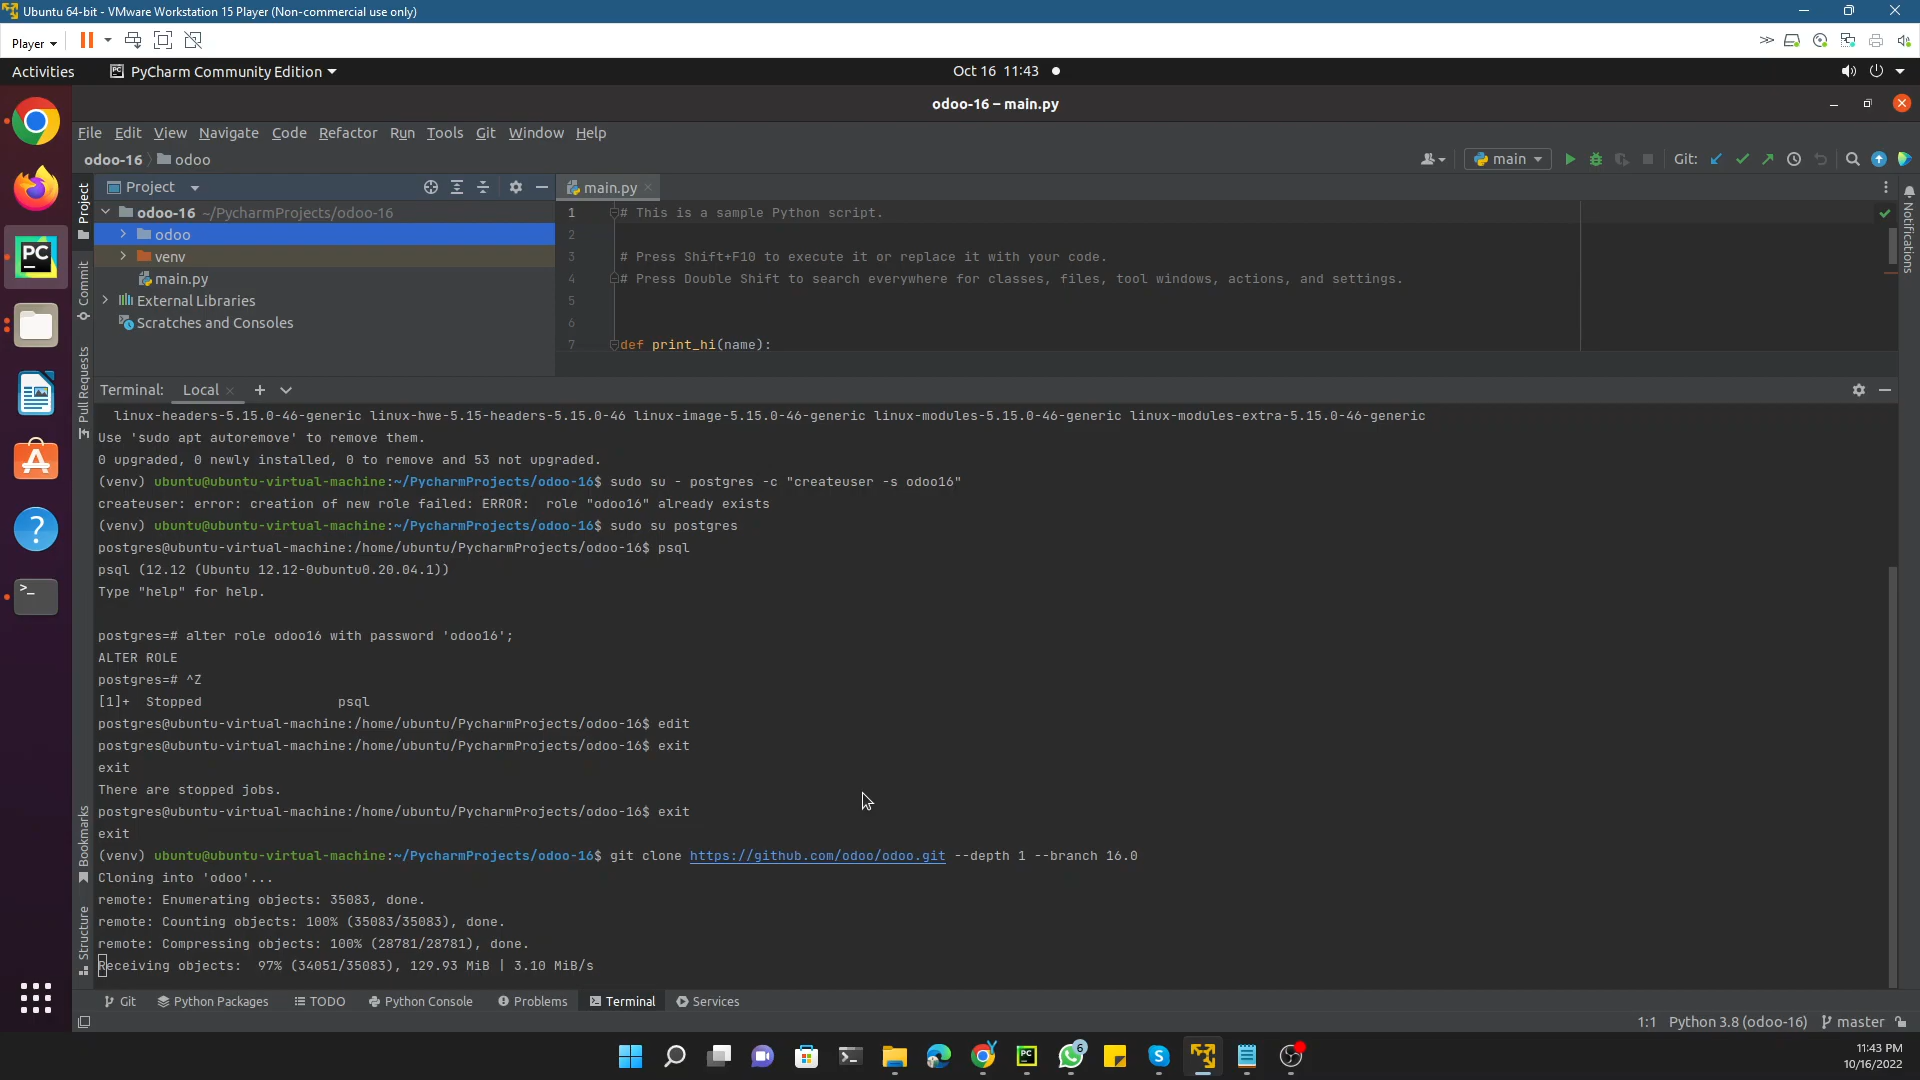 Ubuntu 64-bit - VMware Workstation 15 Player (Non-commercial use only)
Player
Activities
PyCharm Community Edition
Oct 16 11:43
odoo-16 – main.py
File Edit View Navigate Code Refactor Run Tools Git Window Help
odoo-16 odoo
main
Git:
Project
main.py
odoo-16 ~/PycharmProjects/odoo-16
odoo
venv
main.py
External Libraries
Scratches and Consoles
1 # This is a sample Python script.
2
3 # Press Shift+F10 to execute it or replace it with your code.
4 # Press Double Shift to search everywhere for classes, files, tool windows, actions, and settings.
5
6
7 def print_hi(name):
Project
Commit
Pull Requests
Bookmarks
Structure
Notifications
Terminal: Local
linux-headers-5.15.0-46-generic linux-hwe-5.15-headers-5.15.0-46 linux-image-5.15.0-46-generic linux-modules-5.15.0-46-generic linux-modules-extra-5.15.0-46-generic
Use 'sudo apt autoremove' to remove them.
0 upgraded, 0 newly installed, 0 to remove and 53 not upgraded.
(venv) ubuntu@ubuntu-virtual-machine:~/PycharmProjects/odoo-16$ sudo su - postgres -c "createuser -s odoo16"
createuser: error: creation of new role failed: ERROR:  role "odoo16" already exists
(venv) ubuntu@ubuntu-virtual-machine:~/PycharmProjects/odoo-16$ sudo su postgres
postgres@ubuntu-virtual-machine:/home/ubuntu/PycharmProjects/odoo-16$ psql
psql (12.12 (Ubuntu 12.12-0ubuntu0.20.04.1))
Type "help" for help.
postgres=# alter role odoo16 with password 'odoo16';
ALTER ROLE
postgres=# ^Z
[1]+  Stopped                 psql
postgres@ubuntu-virtual-machine:/home/ubuntu/PycharmProjects/odoo-16$ edit
postgres@ubuntu-virtual-machine:/home/ubuntu/PycharmProjects/odoo-16$ exit
exit
There are stopped jobs.
postgres@ubuntu-virtual-machine:/home/ubuntu/PycharmProjects/odoo-16$ exit
exit
(venv) ubuntu@ubuntu-virtual-machine:~/PycharmProjects/odoo-16$ git clone https://github.com/odoo/odoo.git --depth 1 --branch 16.0
Cloning into 'odoo'...
remote: Enumerating objects: 35083, done.
remote: Counting objects: 100% (35083/35083), done.
remote: Compressing objects: 100% (28781/28781), done.
Receiving objects:  97% (34051/35083), 129.93 MiB | 3.10 MiB/s
Git Python Packages TODO Python Console Problems Terminal Services
1:1 Python 3.8 (odoo-16) master
6
11:43 PM
10/16/2022